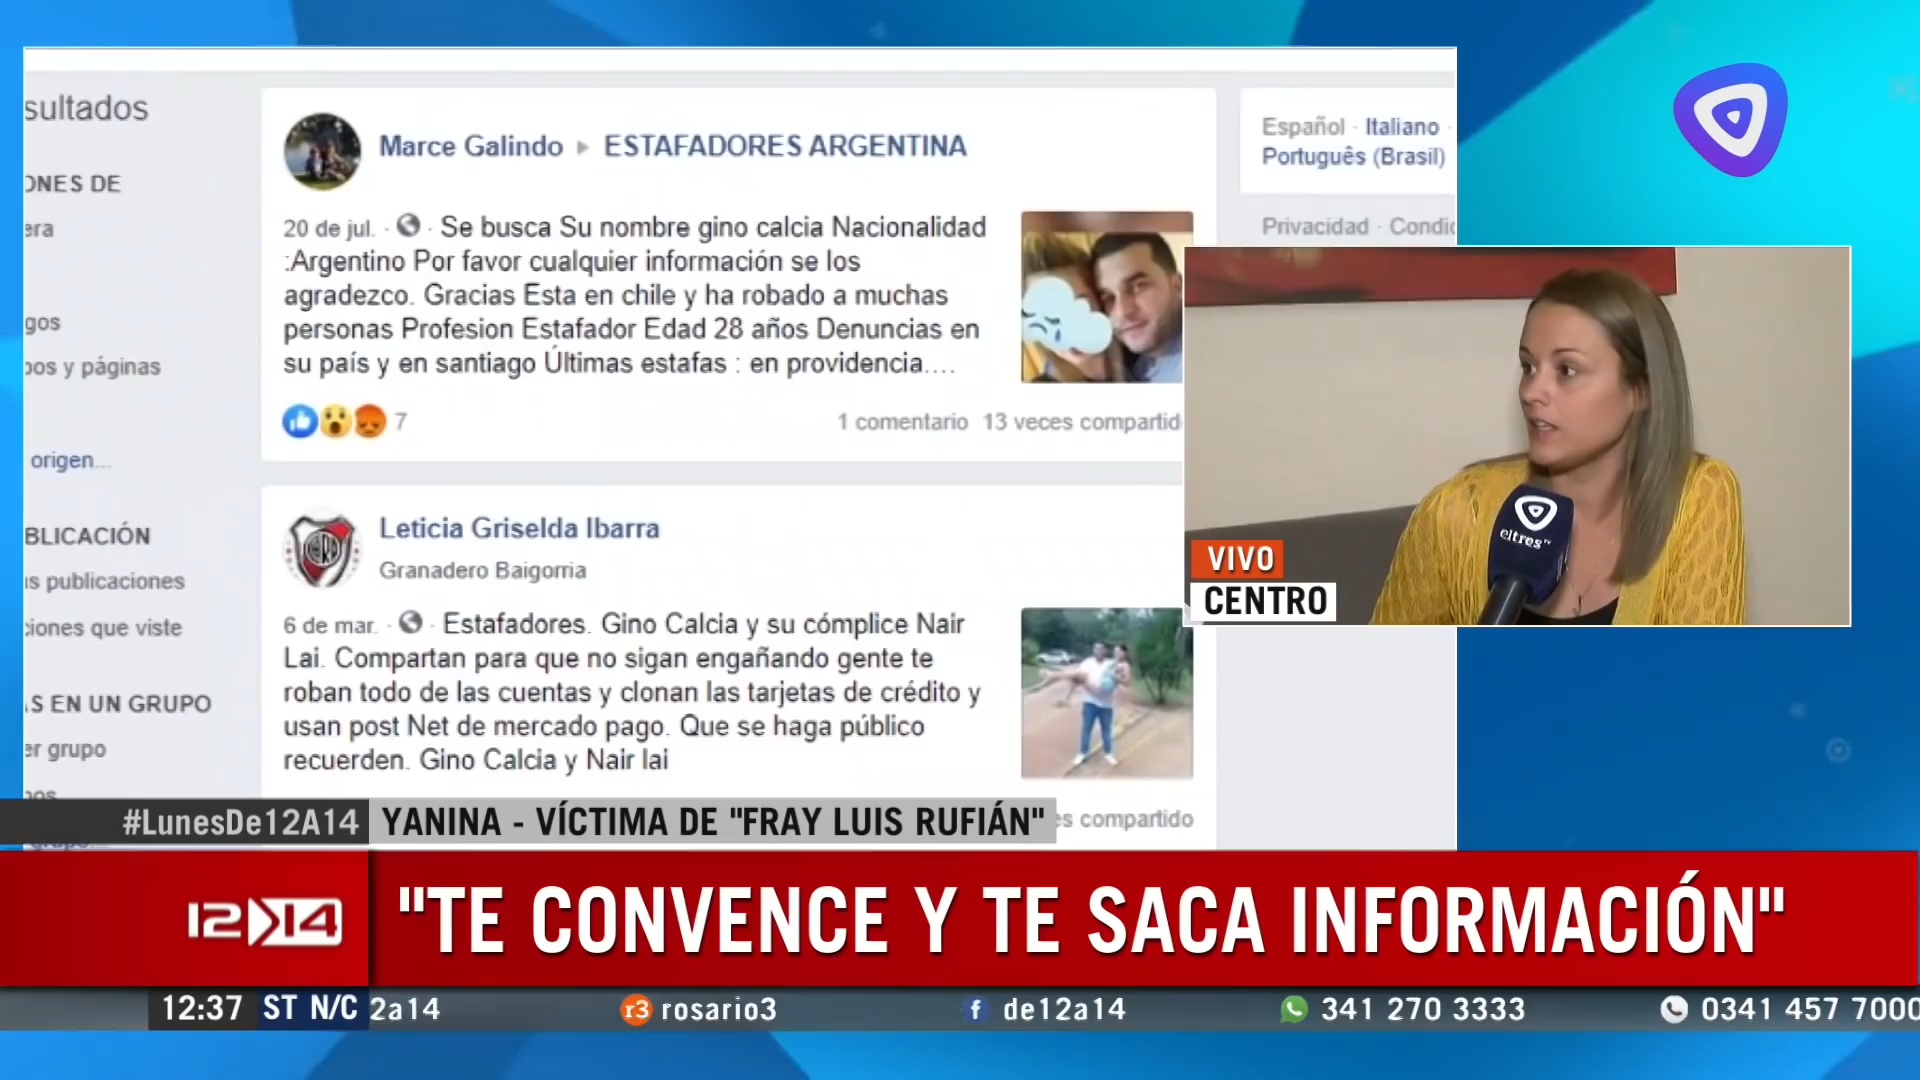 sultados
ONES DE
era
gos
pos y páginas
origen...
BLICACIÓN
s publicaciones
ciones que viste
S EN UN GRUPO
er grupo
Marce Galindo ▸ ESTAFADORES ARGENTINA
20 de jul. · Se busca Su nombre gino calcia Nacionalidad
:Argentino Por favor cualquier información se los
agradezco. Gracias Esta en chile y ha robado a muchas
personas Profesion Estafador Edad 28 años Denuncias en
su país y en santiago Últimas estafas : en providencia....
7
1 comentario 13 veces compartid
Leticia Griselda Ibarra
Granadero Baigorria
6 de mar. · Estafadores. Gino Calcia y su cómplice Nair
Lai. Compartan para que no sigan engañando gente te
roban todo de las cuentas y clonan las tarjetas de crédito y
usan post Net de mercado pago. Que se haga público
recuerden. Gino Calcia y Nair lai
es compartido
Español · Italiano ·
Português (Brasil)
Privacidad · Condic
eltres tv
VIVO
CENTRO
#LunesDe12A14
YANINA - VÍCTIMA DE "FRAY LUIS RUFIÁN"
12 14
"TE CONVENCE Y TE SACA INFORMACIÓN"
12:37 ST N/C 2a14 r3 rosario3 f de12a14 341 270 3333 0341 457 7000